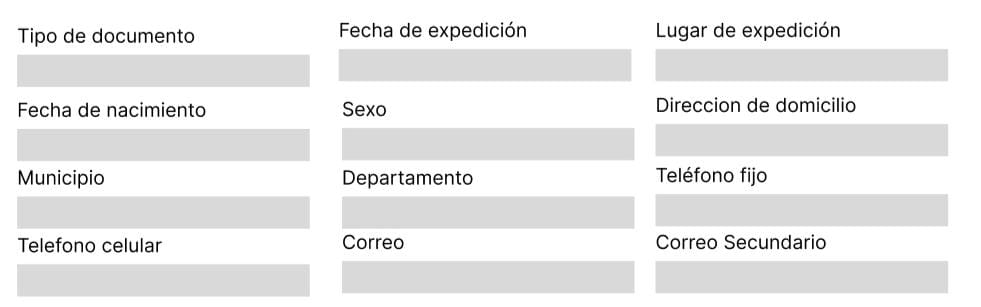 Tipo de documento
Fecha de expedición
Lugar de expedición
Fecha de nacimiento
Sexo
Direccion de domicilio
Municipio
Departamento
Teléfono fijo
Telefono celular
Correo
Correo Secundario